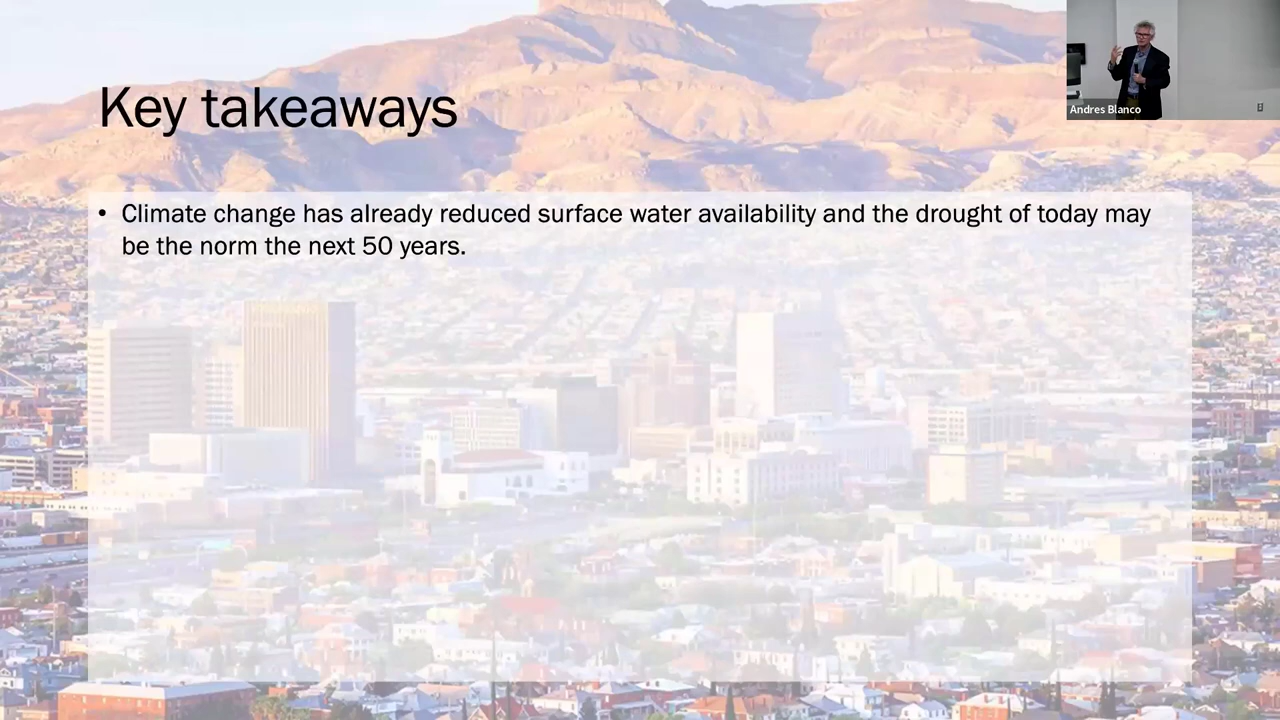 Key takeaways
Andres Blanco
• Climate change has already reduced surface water availability and the drought of today may
be the norm the next 50 years.